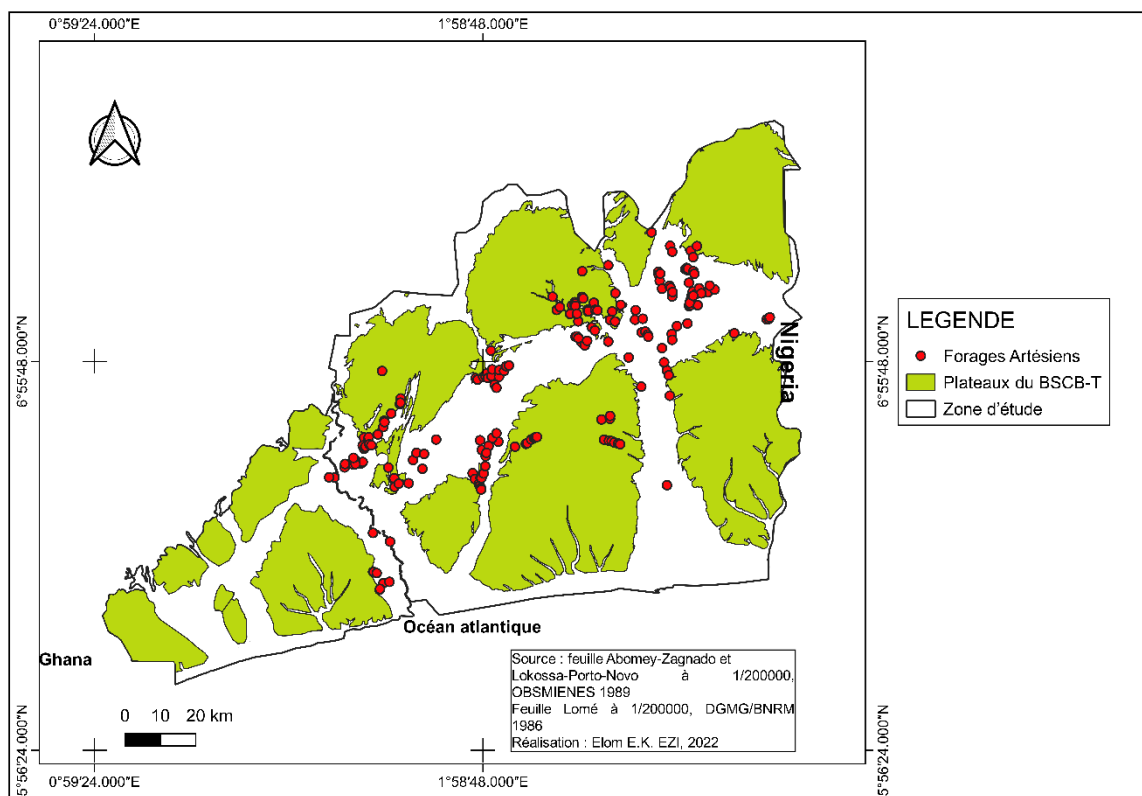 0°59'24.000"E
1°58'48.000"E
6°55'48.000"N
6°55'48.000"N
Nigeria
LEGENDE
Forages Artésiens
Plateaux du BSCB-T
Zone d'étude
Océan atlantique
Ghana
0 10 20 km
Source : feuille Abomey-Zagnado et
Lokossa-Porto-Novo à 1/200000,
OBSMIENES 1989
Feuille Lomé à 1/200000, DGMG/BNRM
1986
Réalisation : Elom E.K. EZI, 2022
5°56'24.000"N
5°56'24.000"N
0°59'24.000"E
1°58'48.000"E